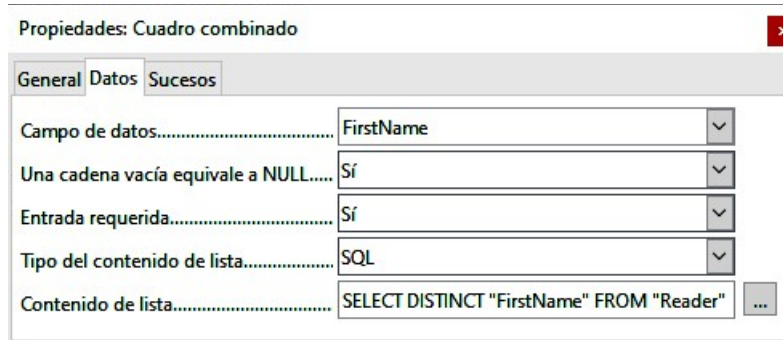 Propiedades: Cuadro combinado
General Datos Sucesos
Campo de datos..................................... FirstName
Una cadena vacía equivale a NULL..... Sí
Entrada requerida.................................. Sí
Tipo del contenido de lista................... SQL
Contenido de lista................................. SELECT DISTINCT "FirstName" FROM "Reader" ...